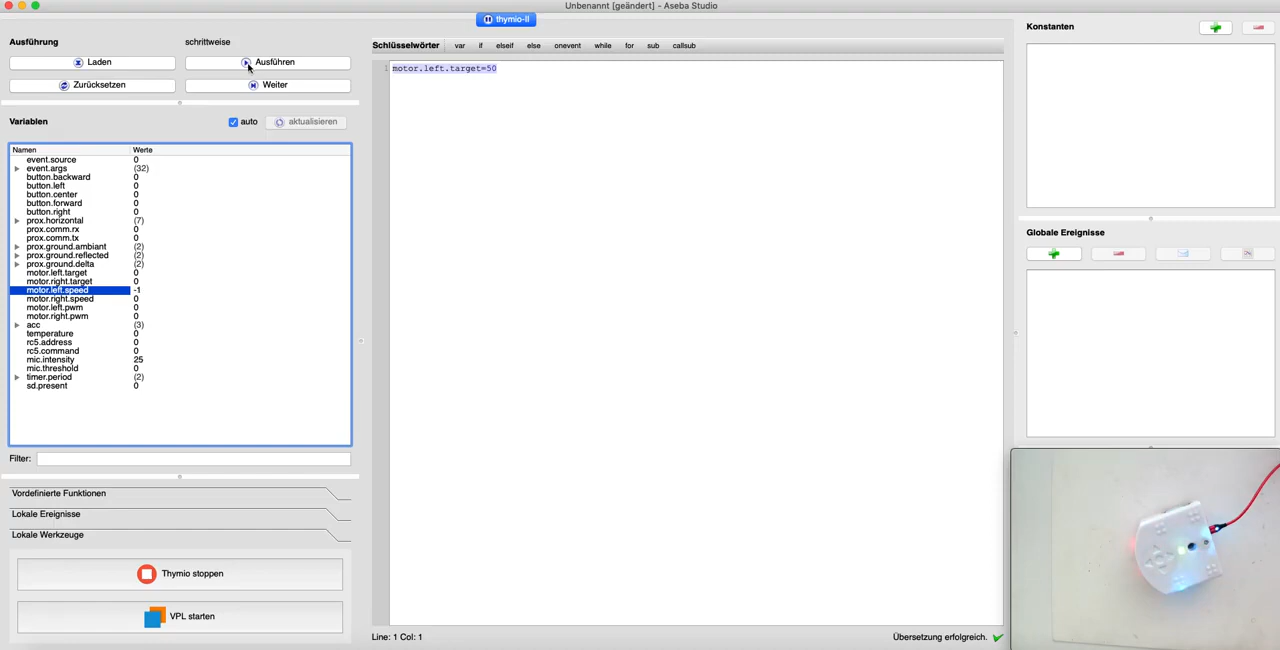 Unbenannt [geändert] - Aseba Studio
thymio-II
Ausführung
schrittweise
Laden
Ausführen
Zurücksetzen
Weiter
Variablen
auto
aktualisieren
Namen Werte
event.source 0
event.args (32)
button.backward 0
button.left 0
button.center 0
button.forward 0
button.right 0
prox.horizontal (7)
prox.comm.rx 0
prox.comm.tx 0
prox.ground.ambiant (2)
prox.ground.reflected (2)
prox.ground.delta (2)
motor.left.target 0
motor.right.target 0
motor.left.speed -1
motor.right.speed 0
motor.left.pwm 0
motor.right.pwm 0
acc (3)
temperature 0
rc5.address 0
rc5.command 0
mic.intensity 25
mic.threshold 0
timer.period (2)
sd.present 0
Filter:
Vordefinierte Funktionen
Lokale Ereignisse
Lokale Werkzeuge
Thymio stoppen
VPL starten
Schlüsselwörter var if elseif else onevent while for sub callsub
1 motor.left.target=50
Line: 1 Col: 1
Übersetzung erfolgreich.
Konstanten
Globale Ereignisse